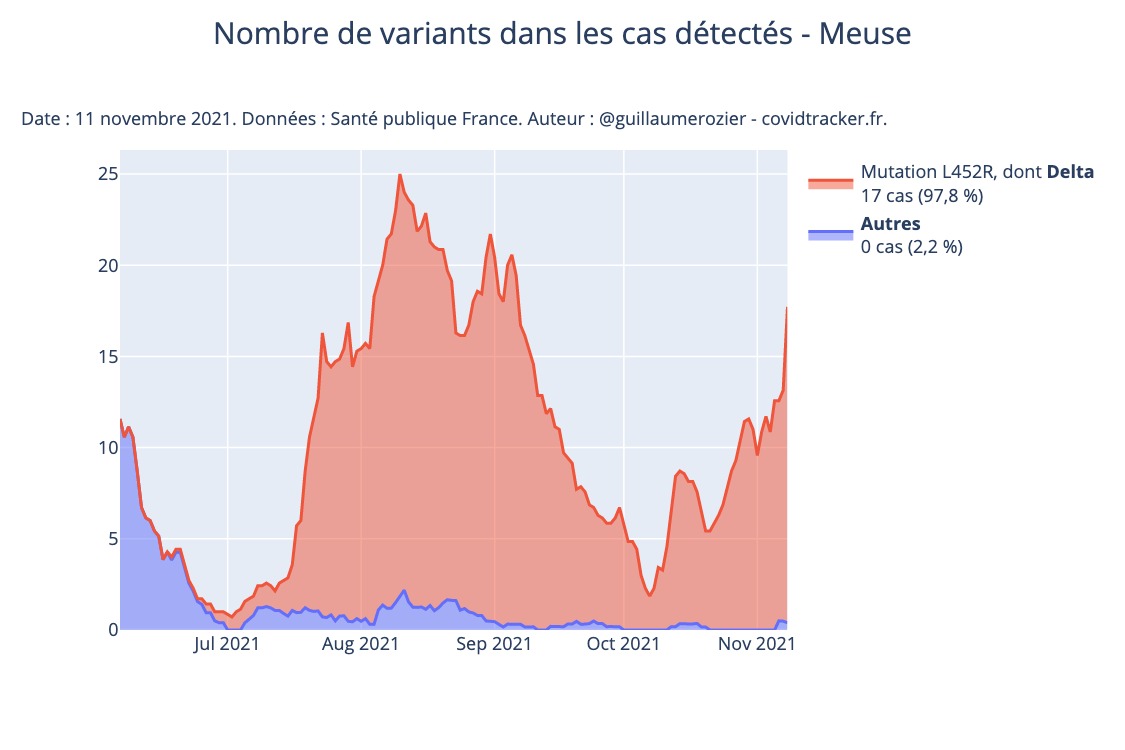 Nombre de variants dans les cas détectés - Meuse
Date : 11 novembre 2021. Données : Santé publique France. Auteur : @guillaumerozier - covidtracker.fr.
Mutation L452R, dont Delta
17 cas (97,8 %)
Autres
0 cas (2,2 %)
25
20
15
10
5
0
Jul 2021
Aug 2021
Sep 2021
Oct 2021
Nov 2021